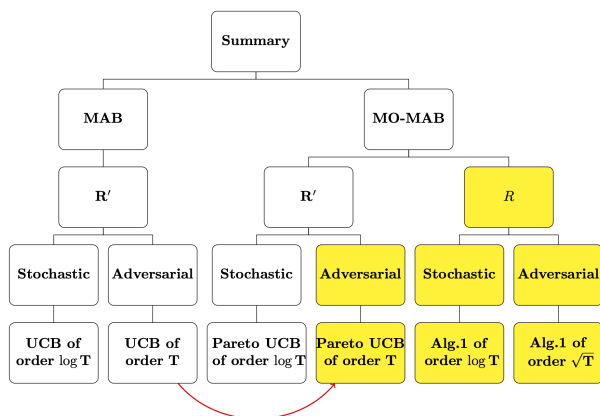 Summary
MAB
MO-MAB
R′
R′
R
Stochastic
Adversarial
Stochastic
Adversarial
Stochastic
Adversarial
UCB of
order log T
UCB of
order T
Pareto UCB
of order log T
Pareto UCB
of order T
Alg.1 of
order log T
Alg.1 of
order √T